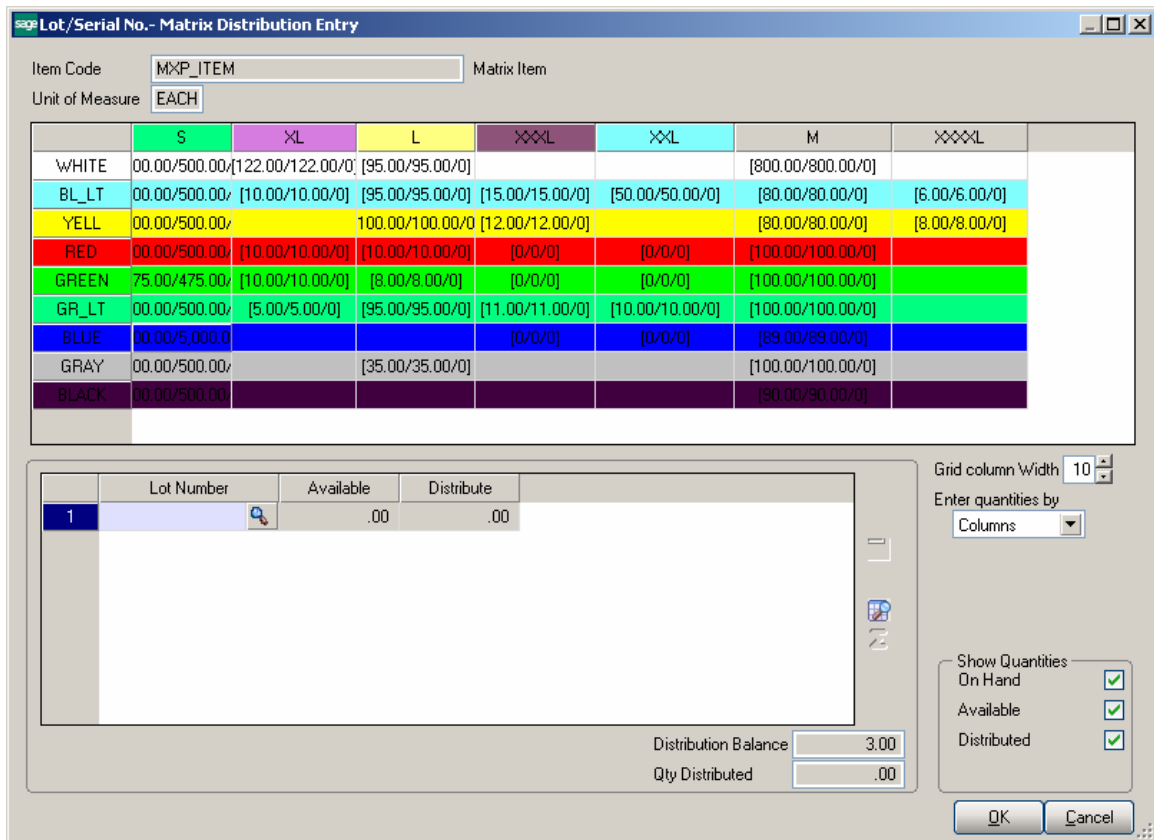 sage Lot/Serial No.- Matrix Distribution Entry
Item Code MXP_ITEM Matrix Item
Unit of Measure EACH
S XL L XXXL XXL M XXXXL
WHITE 00.00/500.00/ [122.00/122.00/0] [95.00/95.00/0] [800.00/800.00/0]
BL_LT 00.00/500.00/ [10.00/10.00/0] [95.00/95.00/0] [15.00/15.00/0] [50.00/50.00/0] [80.00/80.00/0] [6.00/6.00/0]
YELL 00.00/500.00/ 100.00/100.00/0 [12.00/12.00/0] [80.00/80.00/0] [8.00/8.00/0]
RED 00.00/500.00/ [10.00/10.00/0] [10.00/10.00/0] [0/0/0] [0/0/0] [100.00/100.00/0]
GREEN 75.00/475.00/ [10.00/10.00/0] [8.00/8.00/0] [0/0/0] [0/0/0] [100.00/100.00/0]
GR_LT 00.00/500.00/ [5.00/5.00/0] [95.00/95.00/0] [11.00/11.00/0] [10.00/10.00/0] [100.00/100.00/0]
BLUE 00.00/5,000.0 [0/0/0] [0/0/0] [89.00/89.00/0]
GRAY 00.00/500.00/ [35.00/35.00/0] [100.00/100.00/0]
BLACK 00.00/500.00/ [90.00/90.00/0]
Lot Number Available Distribute
1 .00 .00
Distribution Balance 3.00
Qty Distributed .00
Grid column Width 10
Enter quantities by
Columns
Show Quantities
On Hand
Available
Distributed
OK Cancel